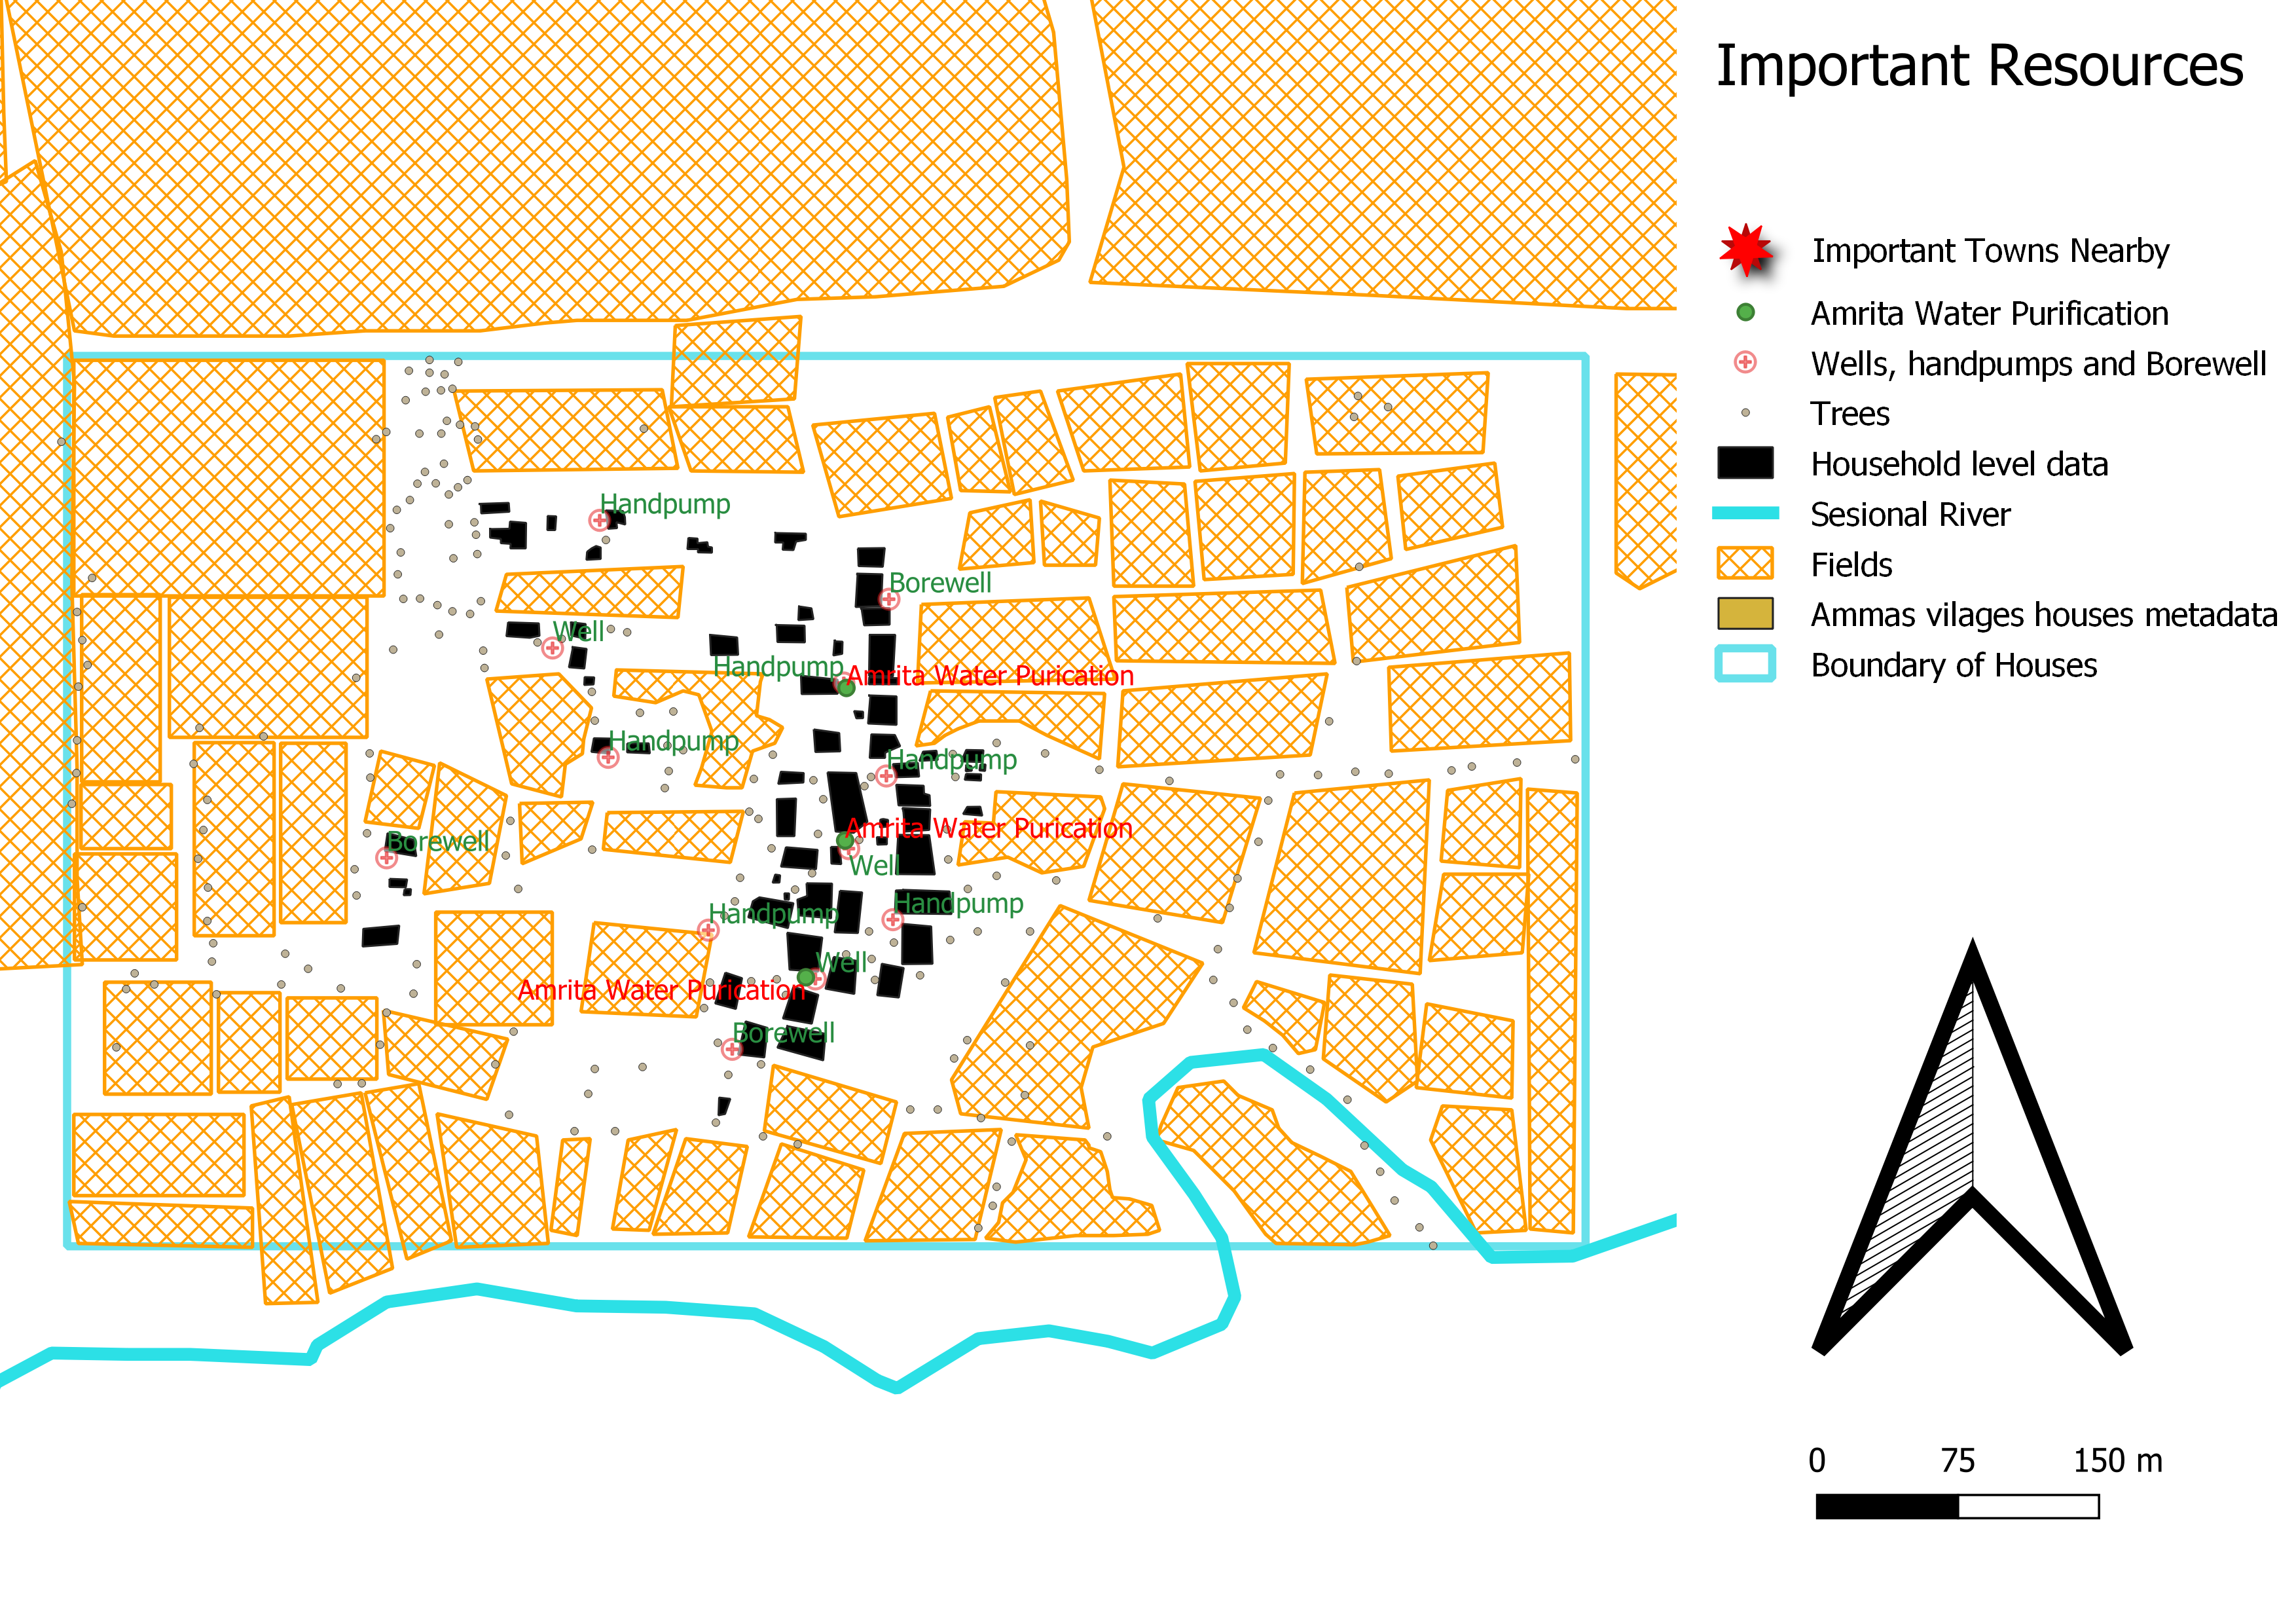 Important Resources
Important Towns Nearby
Amrita Water Purification
Wells, handpumps and Borewell
Trees
Household level data
Sesional River
Fields
Ammas vilages houses metadata
Boundary of Houses
Handpump
Borewell
Well
Handpump
Amrita Water Purication
Handpump
Handpump
Amrita Water Purication
Borewell
Well
Handpump
Handpump
Well
Amrita Water Purication
Borewell
0 75 150 m